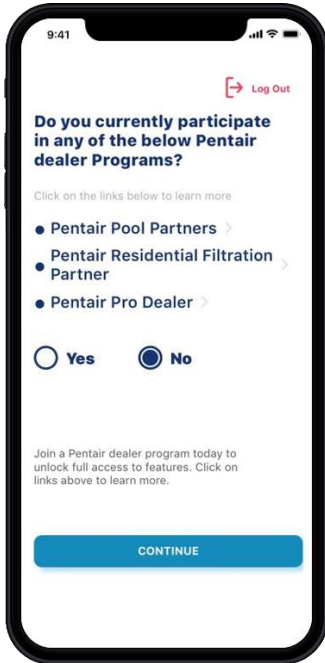 9:41
Log Out
Do you currently participate
in any of the below Pentair
dealer Programs?
Click on the links below to learn more
Pentair Pool Partners
Pentair Residential Filtration
Partner
Pentair Pro Dealer
Yes No
Join a Pentair dealer program today to
unlock full access to features. Click on
links above to learn more.
CONTINUE